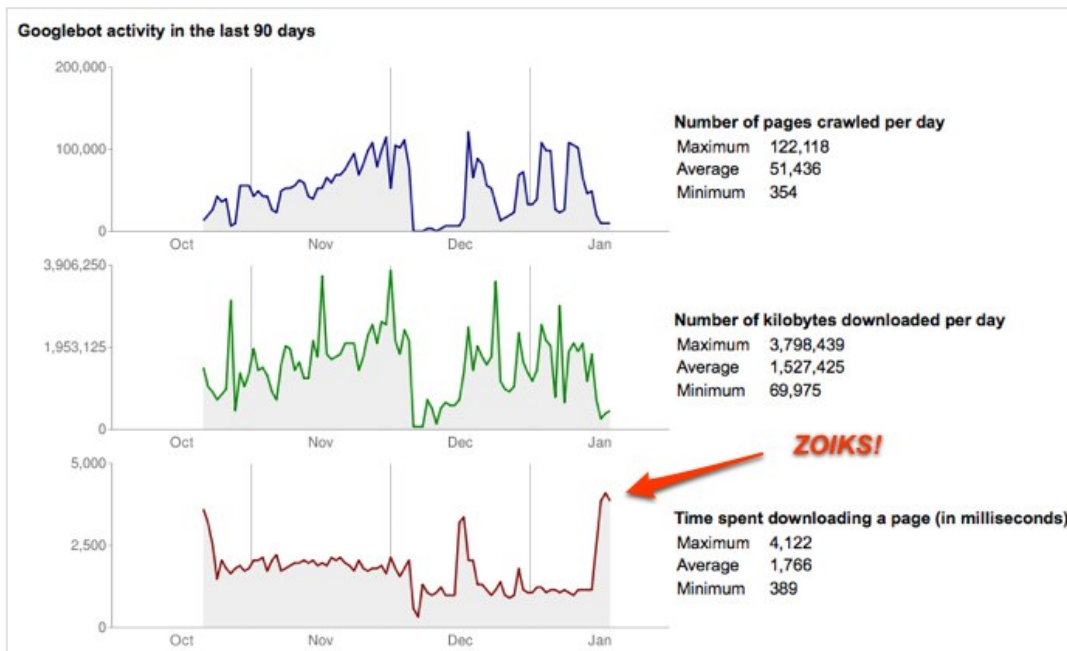 Googlebot activity in the last 90 days
200,000
100,000
0
Oct Nov Dec Jan
Number of pages crawled per day
Maximum 122,118
Average 51,436
Minimum 354
3,906,250
1,953,125
0
Oct Nov Dec Jan
Number of kilobytes downloaded per day
Maximum 3,798,439
Average 1,527,425
Minimum 69,975
ZOIKS!
5,000
2,500
0
Oct Nov Dec Jan
Time spent downloading a page (in milliseconds)
Maximum 4,122
Average 1,766
Minimum 389